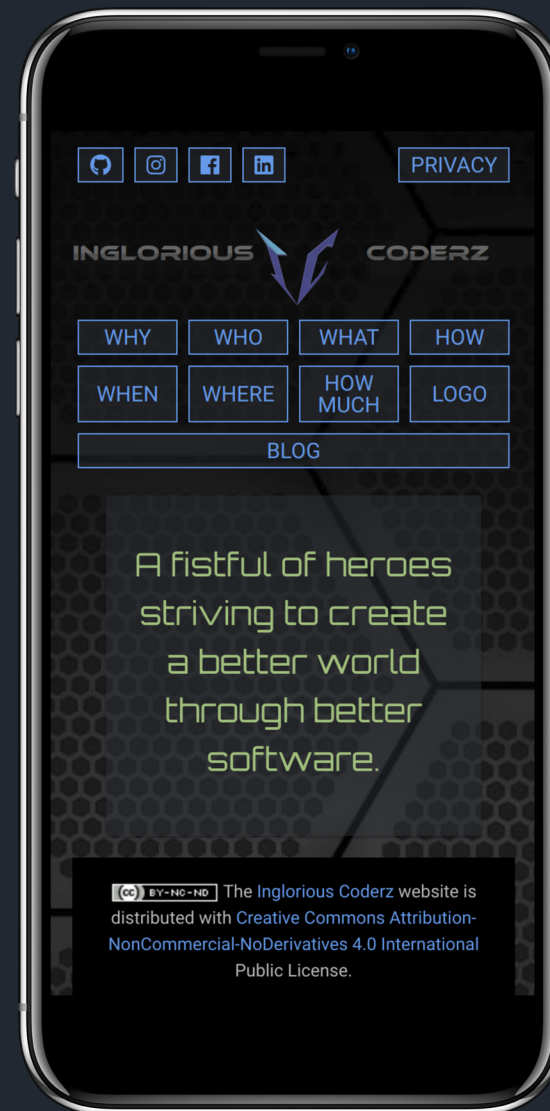 PRIVACY
INGLORIOUS CODERZ
WHY WHO WHAT HOW
WHEN WHERE HOW MUCH LOGO
BLOG
A fistful of heroes
striving to create
a better world
through better
software.
(cc) BY-NC-ND The Inglorious Coderz website is
distributed with Creative Commons Attribution-
NonCommercial-NoDerivatives 4.0 International
Public License.